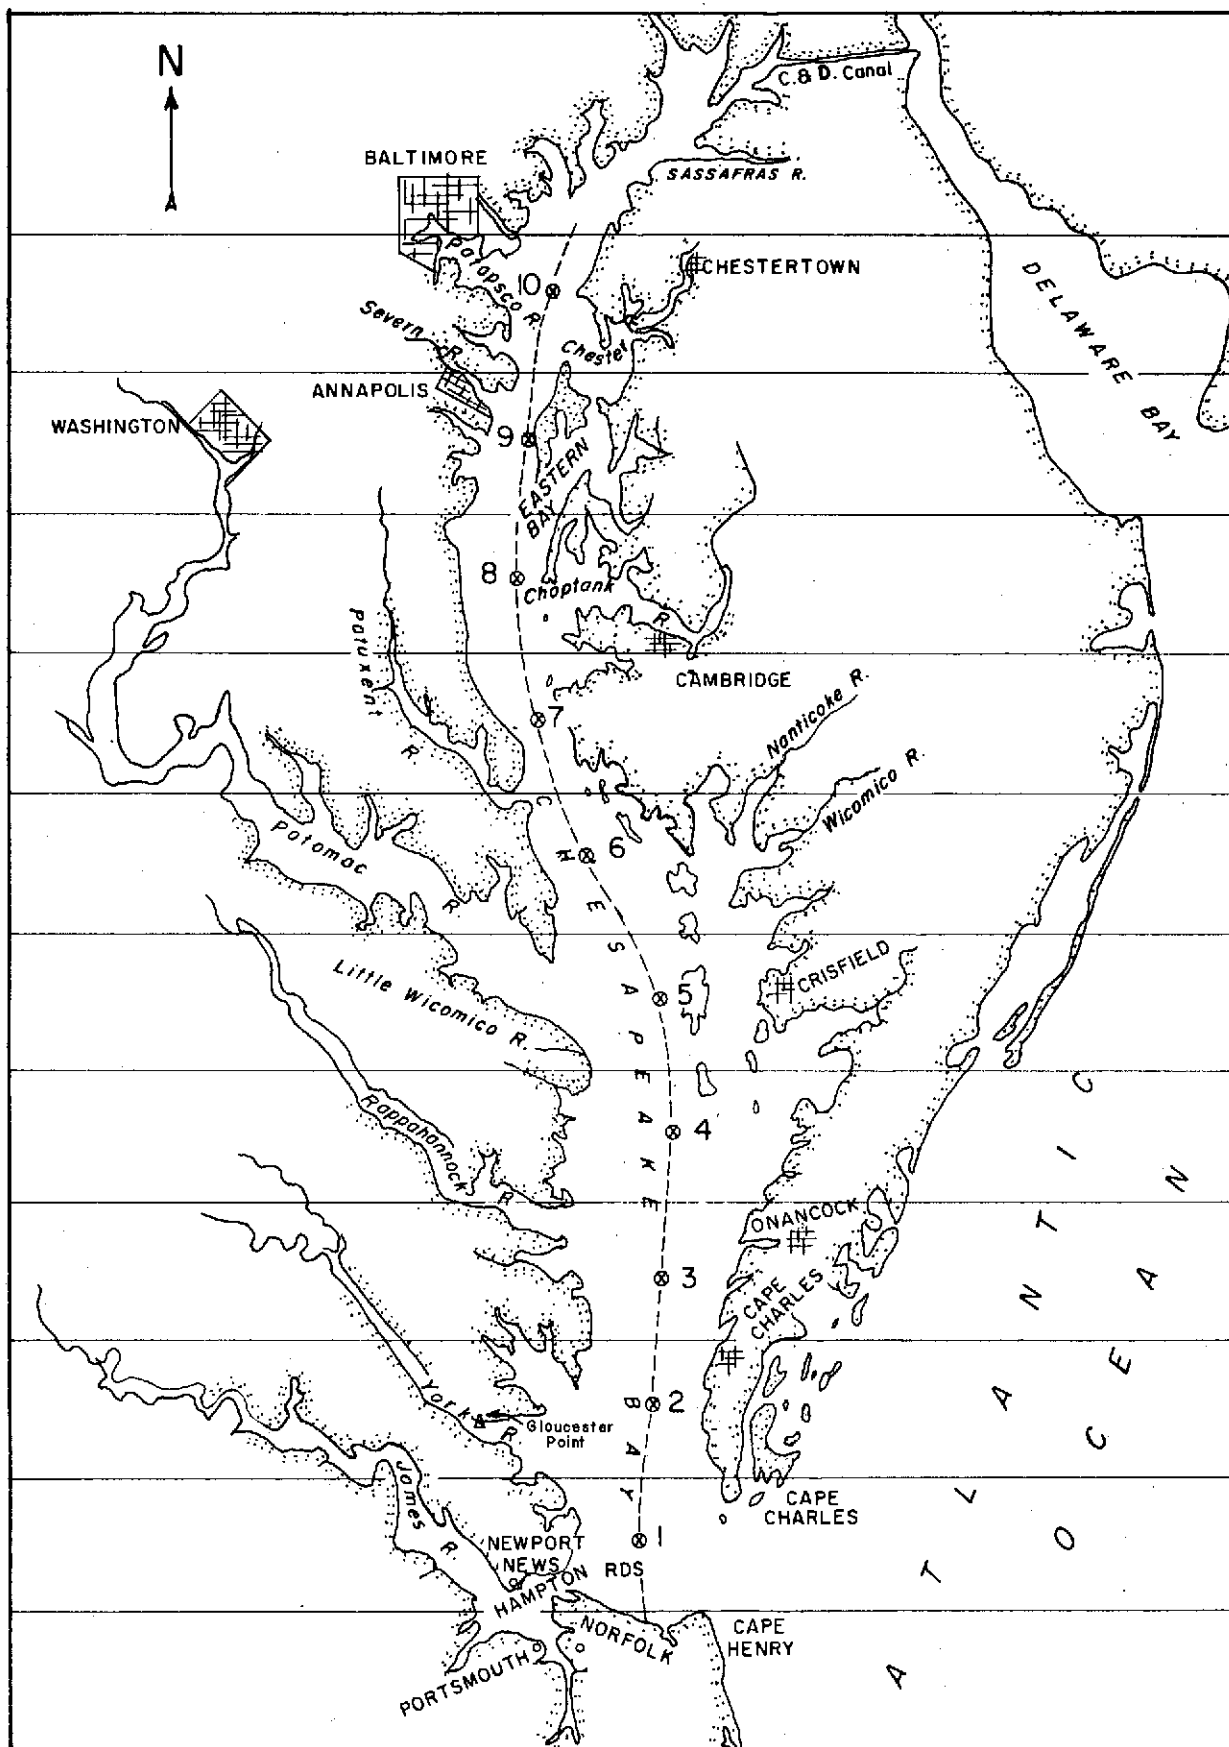 N
C. & D. Canal
BALTIMORE
SASSAFRAS R.
Patapsco R.
CHESTERTOWN
DELAWARE BAY
10
Severn R.
Chester
ANNAPOLIS
WASHINGTON
9
EASTERN
BAY
8
Choptank R.
Patuxent R.
CAMBRIDGE
7
Nanticoke R.
Wicomico R.
CHESAPEAKE BAY
6
Potomac R.
CRISFIELD
Little Wicomico R.
5
Rappahannock R.
4
ATLANTIC
OCEAN
ONANCOCK
3
CAPE
CHARLES
2
York R.
Gloucester
Point
James R.
CAPE
CHARLES
1
NEWPORT
NEWS
HAMPTON RDS
NORFOLK
CAPE
HENRY
PORTSMOUTH